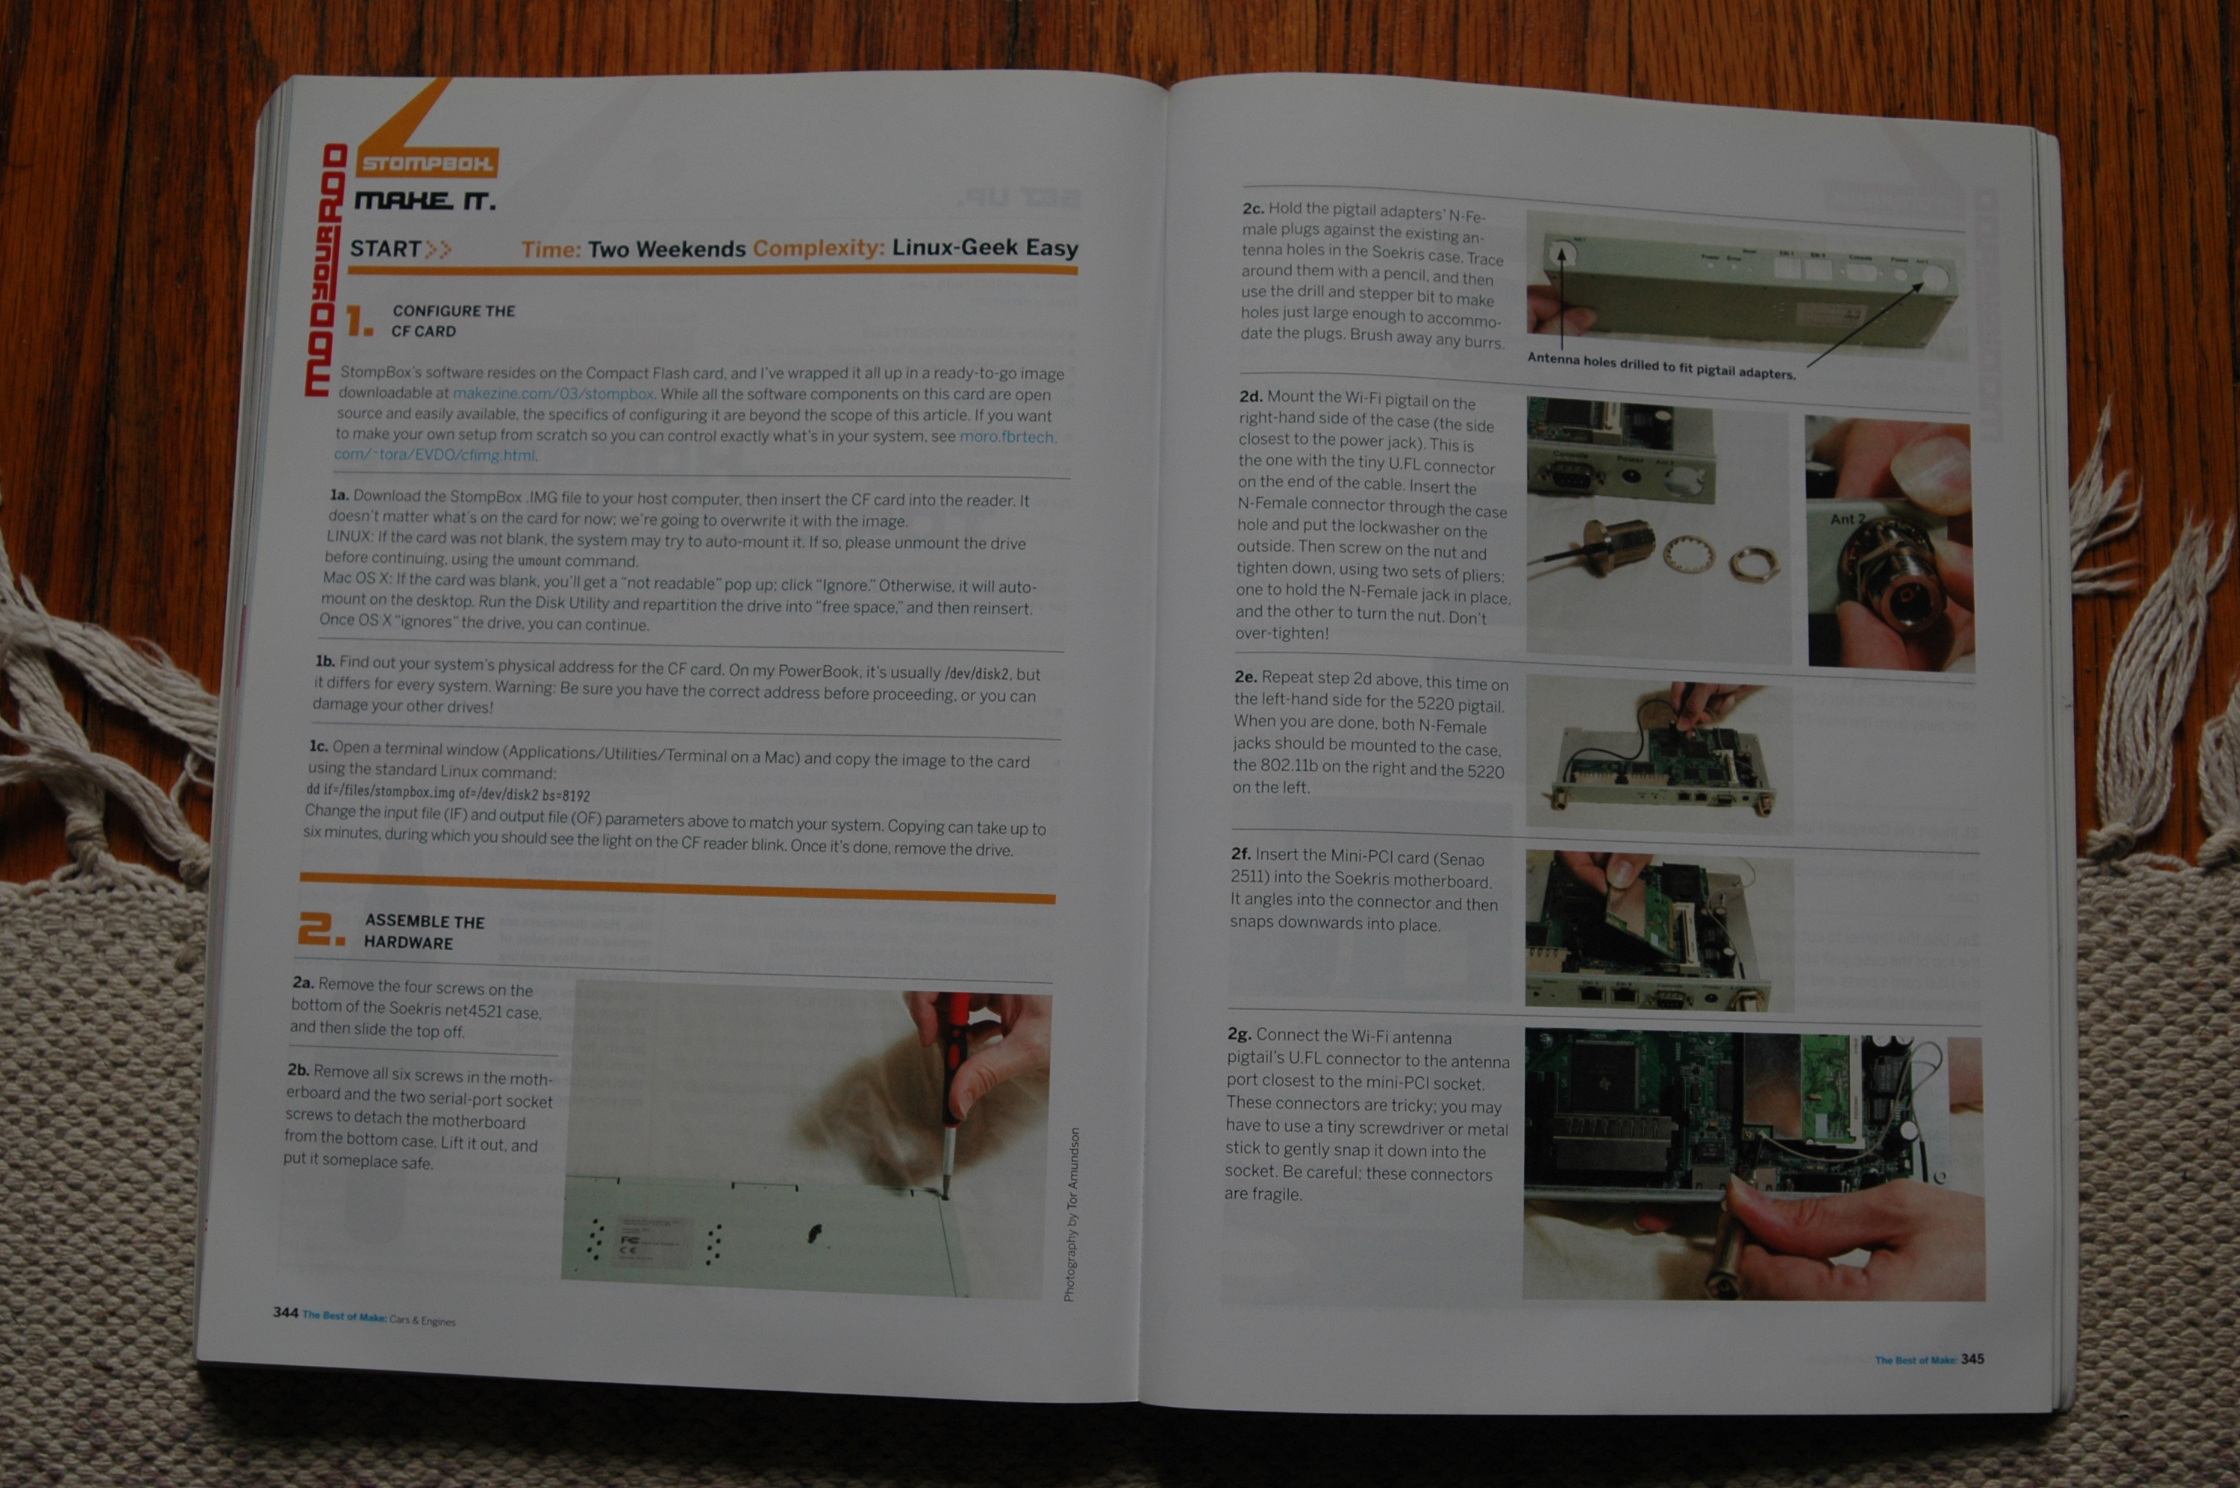 MOD YOUR ROD
STOMPBOX.
MAKE IT.
START >> Time: Two Weekends Complexity: Linux-Geek Easy
1. CONFIGURE THE
CF CARD
StompBox's software resides on the Compact Flash card, and I've wrapped it all up in a ready-to-go image
downloadable at makezine.com/03/stompbox. While all the software components on this card are open
source and easily available, the specifics of configuring it are beyond the scope of this article. If you want
to make your own setup from scratch so you can control exactly what's in your system, see moro.fbrtech.
com/~tora/EVDO/cfimg.html.
1a. Download the StompBox .IMG file to your host computer, then insert the CF card into the reader. It
doesn't matter what's on the card for now; we're going to overwrite it with the image.
LINUX: If the card was not blank, the system may try to auto-mount it. If so, please unmount the drive
before continuing, using the umount command.
Mac OS X: If the card was blank, you'll get a "not readable" pop up; click "Ignore." Otherwise, it will auto-
mount on the desktop. Run the Disk Utility and repartition the drive into "free space," and then reinsert.
Once OS X "ignores" the drive, you can continue.
1b. Find out your system's physical address for the CF card. On my PowerBook, it's usually /dev/disk2, but
it differs for every system. Warning: Be sure you have the correct address before proceeding, or you can
damage your other drives!
1c. Open a terminal window (Applications/Utilities/Terminal on a Mac) and copy the image to the card
using the standard Linux command:
dd if=/files/stompbox.img of=/dev/disk2 bs=8192
Change the input file (IF) and output file (OF) parameters above to match your system. Copying can take up to
six minutes, during which you should see the light on the CF reader blink. Once it's done, remove the drive.
2. ASSEMBLE THE
HARDWARE
2a. Remove the four screws on the
bottom of the Soekris net4521 case,
and then slide the top off.
2b. Remove all six screws in the moth-
erboard and the two serial-port socket
screws to detach the motherboard
from the bottom case. Lift it out, and
put it someplace safe.
FC CE
Photography by Tor Amundson
344 The Best of Make: Cars & Engines
2c. Hold the pigtail adapters' N-Fe-
male plugs against the existing an-
tenna holes in the Soekris case. Trace
around them with a pencil, and then
use the drill and stepper bit to make
holes just large enough to accommo-
date the plugs. Brush away any burrs.
Antenna holes drilled to fit pigtail adapters.
2d. Mount the Wi-Fi pigtail on the
right-hand side of the case (the side
closest to the power jack). This is
the one with the tiny U.FL connector
on the end of the cable. Insert the
N-Female connector through the case
hole and put the lockwasher on the
outside. Then screw on the nut and
tighten down, using two sets of pliers:
one to hold the N-Female jack in place,
and the other to turn the nut. Don't
over-tighten!
Console Power Ant 2
Ant 2
2e. Repeat step 2d above, this time on
the left-hand side for the 5220 pigtail.
When you are done, both N-Female
jacks should be mounted to the case,
the 802.11b on the right and the 5220
on the left.
2f. Insert the Mini-PCI card (Senao
2511) into the Soekris motherboard.
It angles into the connector and then
snaps downwards into place.
2g. Connect the Wi-Fi antenna
pigtail's U.FL connector to the antenna
port closest to the mini-PCI socket.
These connectors are tricky; you may
have to use a tiny screwdriver or metal
stick to gently snap it down into the
socket. Be careful: these connectors
are fragile.
The Best of Make: 345